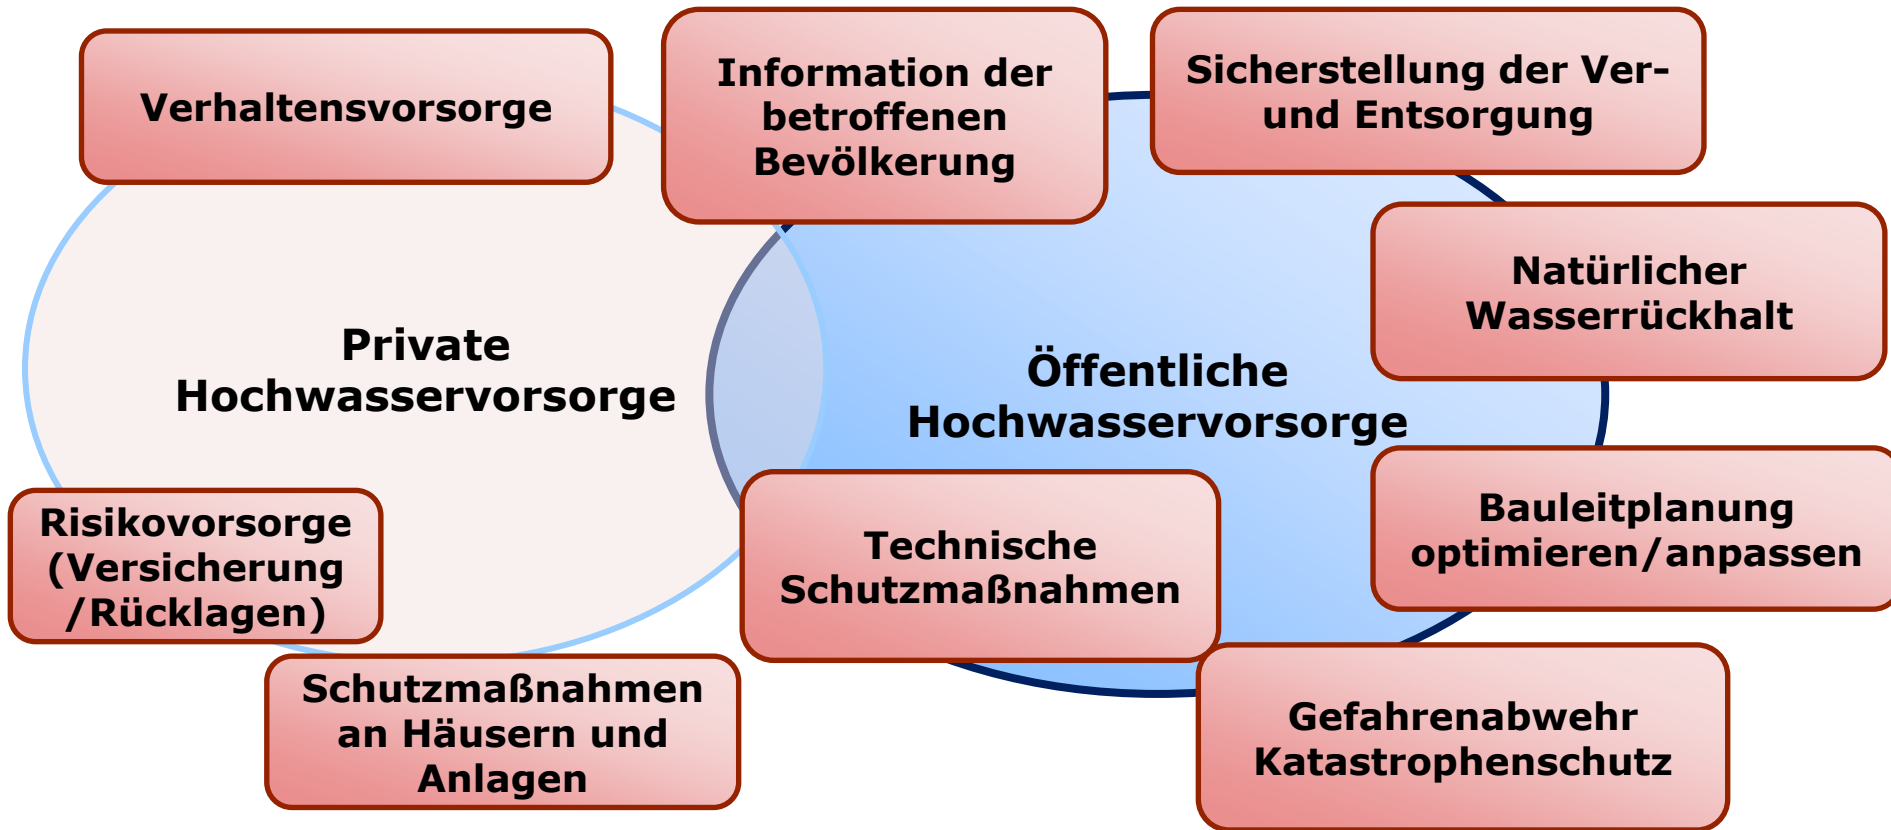 Verhaltensvorsorge
Information der
betroffenen
Bevölkerung
Sicherstellung der Ver-
und Entsorgung
Natürlicher
Wasserrückhalt
Private
Hochwasservorsorge
Öffentliche
Hochwasservorsorge
Risikovorsorge
(Versicherung
/Rücklagen)
Technische
Schutzmaßnahmen
Bauleitplanung
optimieren/anpassen
Schutzmaßnahmen
an Häusern und
Anlagen
Gefahrenabwehr
Katastrophenschutz